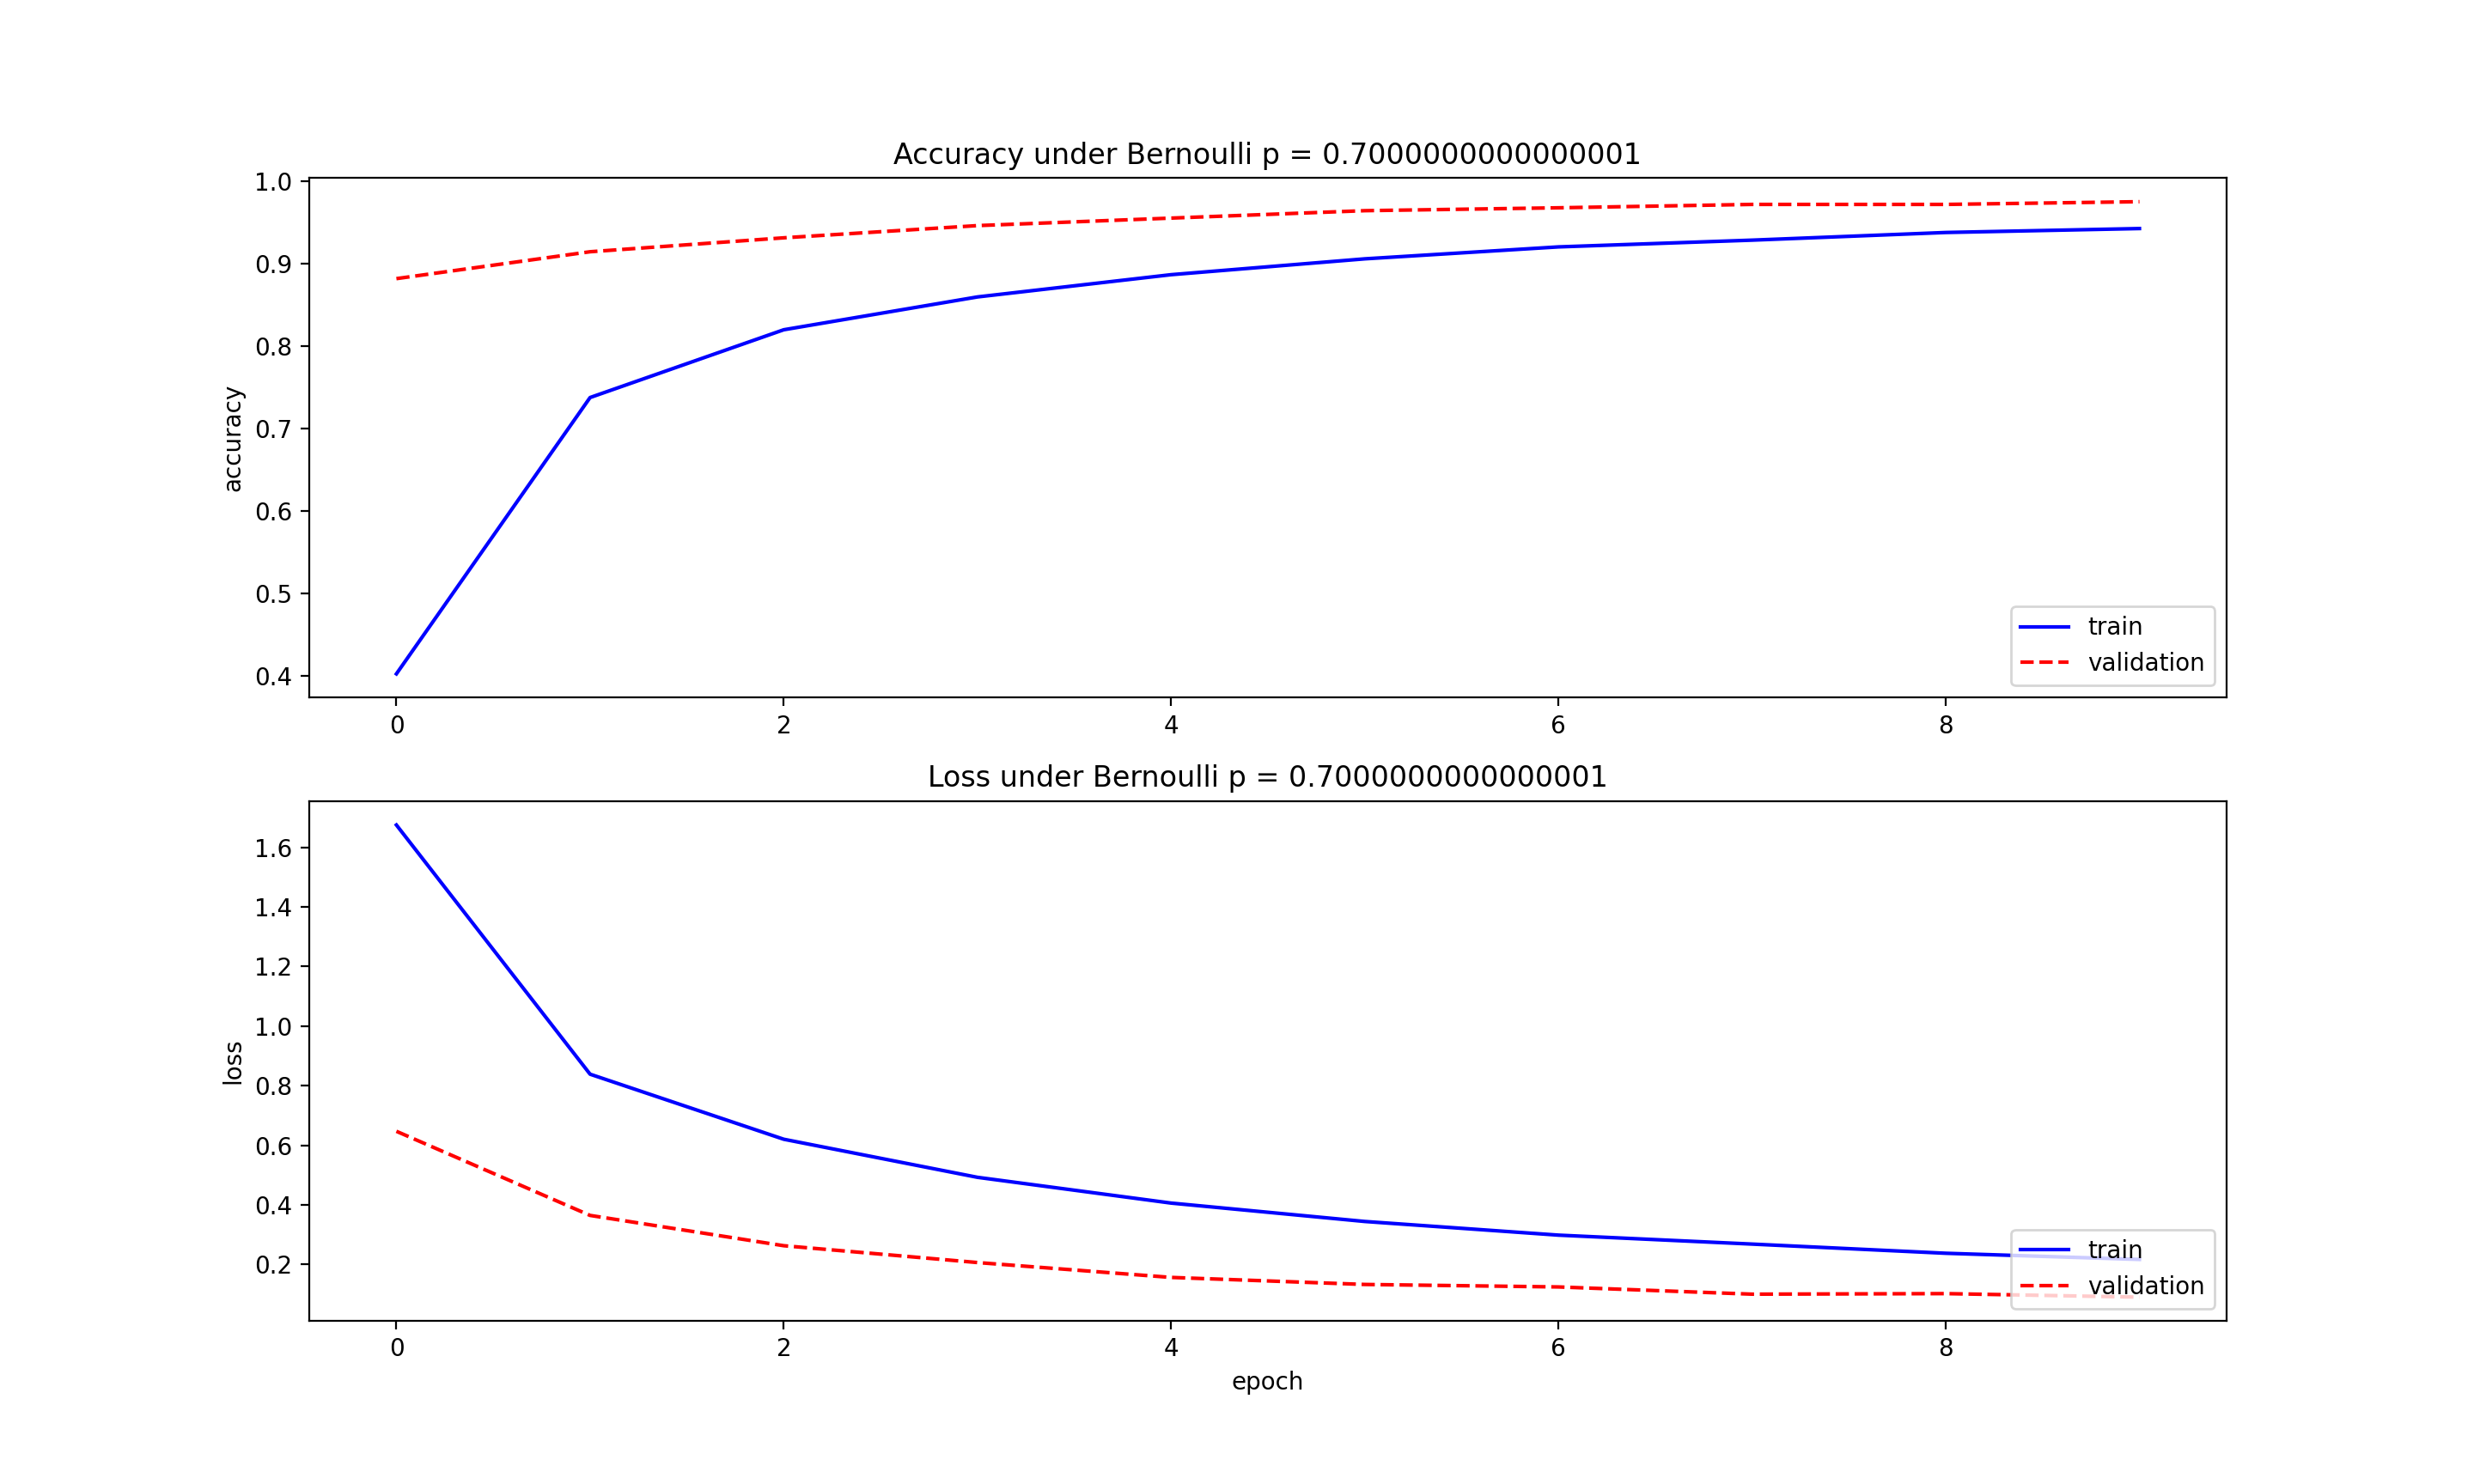 Accuracy under Bernoulli p = 0.7000000000000001
1.0
0.9
0.8
0.7
0.6
0.5
0.4
accuracy
train
validation
0 2 4 6 8
Loss under Bernoulli p = 0.7000000000000001
1.6
1.4
1.2
1.0
0.8
0.6
0.4
0.2
loss
train
validation
0 2 4 6 8
epoch